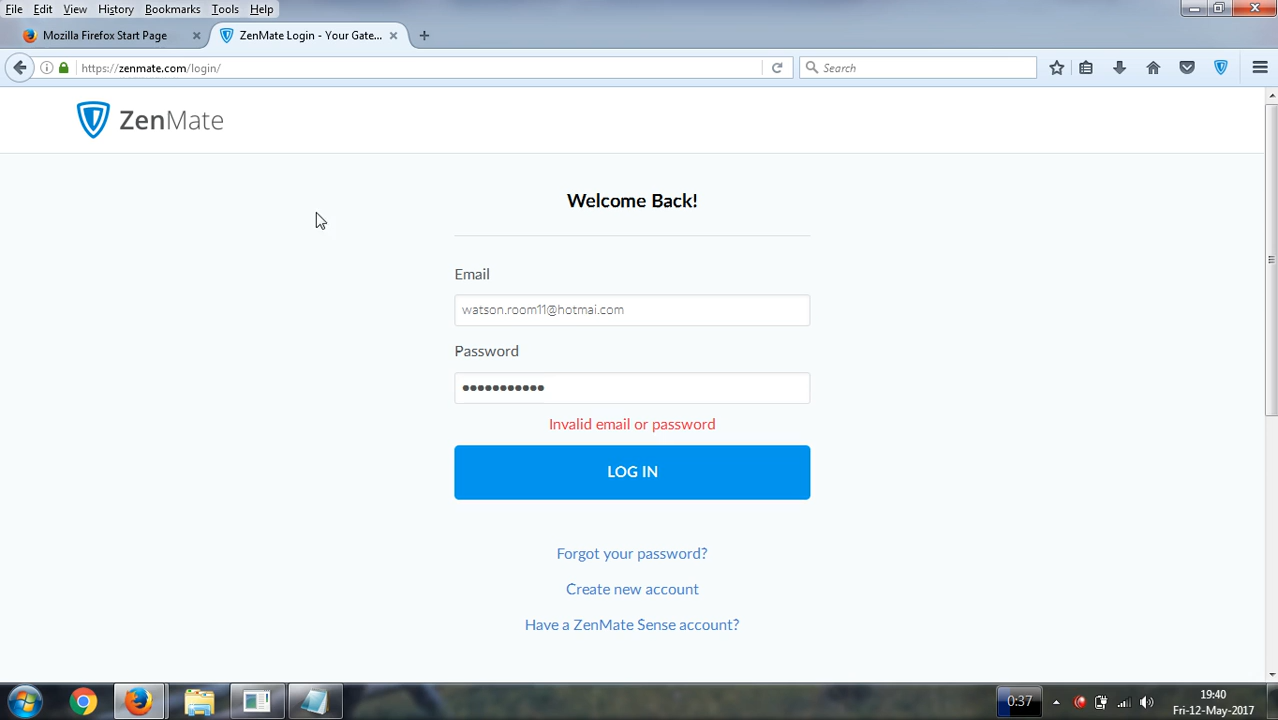 File Edit View History Bookmarks Tools Help
Mozilla Firefox Start Page
ZenMate Login - Your Gate...
https://zenmate.com/login/
Search
ZenMate
Welcome Back!
Email
watson.room11@hotmai.com
Password
Invalid email or password
LOG IN
Forgot your password?
Create new account
Have a ZenMate Sense account?
0:37
19:40
Fri-12-May-2017